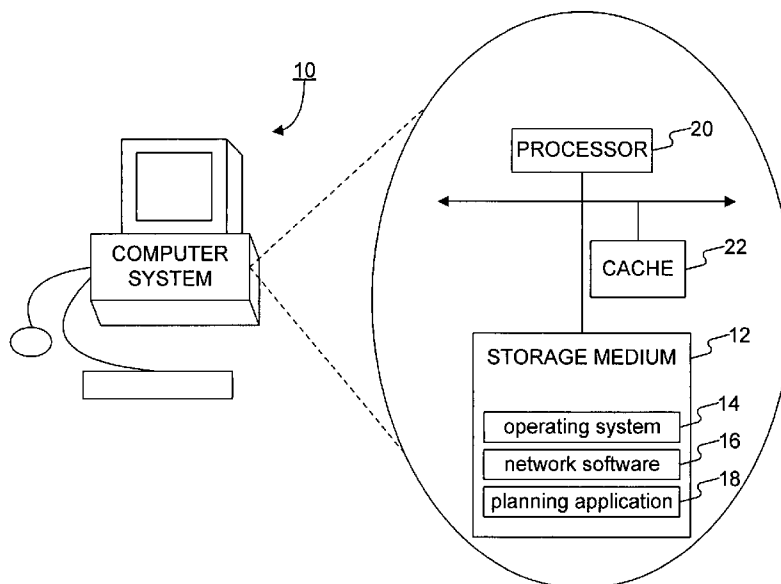 10
COMPUTER
SYSTEM
PROCESSOR
20
CACHE
22
STORAGE MEDIUM
12
operating system
14
network software
16
planning application
18